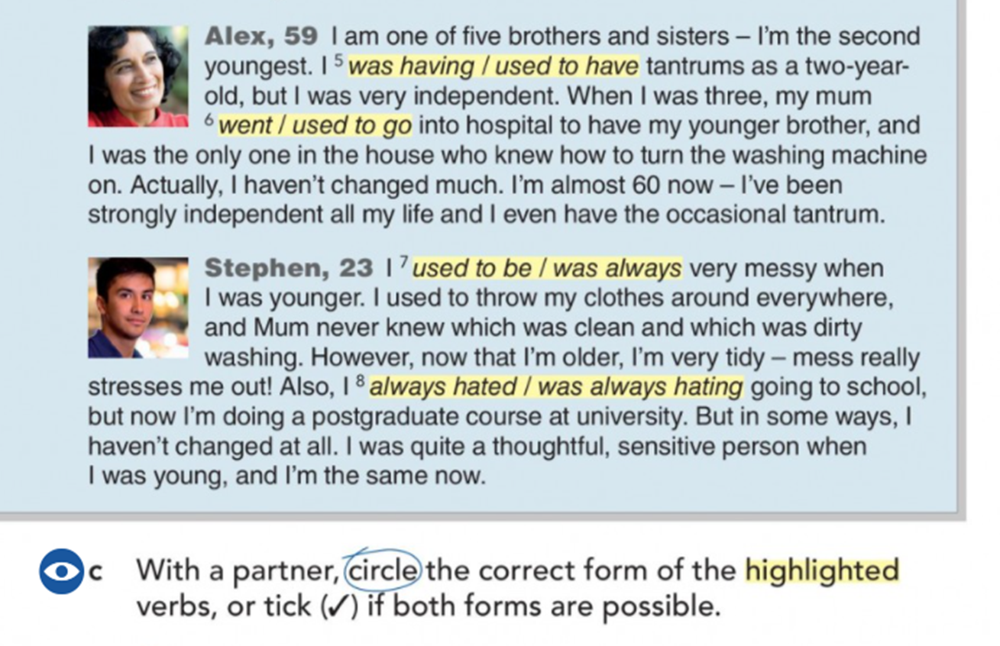 Alex, 59 I am one of five brothers and sisters – I'm the second
youngest. I 5 was having / used to have tantrums as a two-year-
old, but I was very independent. When I was three, my mum
6 went / used to go into hospital to have my younger brother, and
I was the only one in the house who knew how to turn the washing machine
on. Actually, I haven't changed much. I'm almost 60 now – I've been
strongly independent all my life and I even have the occasional tantrum.
Stephen, 23 I 7 used to be / was always very messy when
I was younger. I used to throw my clothes around everywhere,
and Mum never knew which was clean and which was dirty
washing. However, now that I'm older, I'm very tidy – mess really
stresses me out! Also, I 8 always hated / was always hating going to school,
but now I'm doing a postgraduate course at university. But in some ways, I
haven't changed at all. I was quite a thoughtful, sensitive person when
I was young, and I'm the same now.
c With a partner, circle the correct form of the highlighted
verbs, or tick (✓) if both forms are possible.